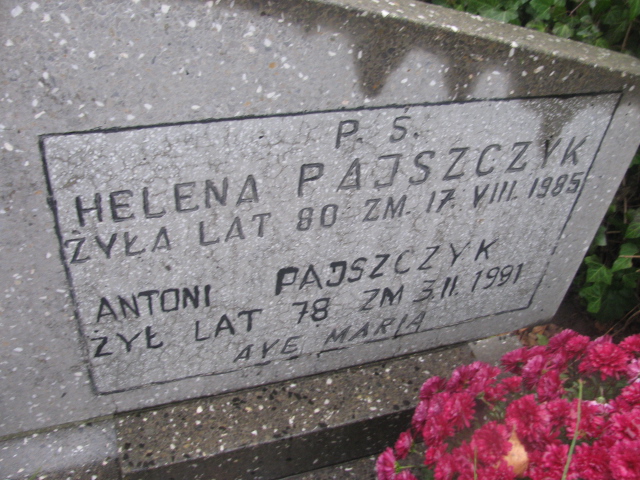 P. Ś.
HELENA PAJSZCZYK
ŻYŁA LAT 80 ZM. 17. VIII. 1985
ANTONI PAJSZCZYK
ŻYŁ LAT 78 ZM 3.II. 1991
AVE MARIA